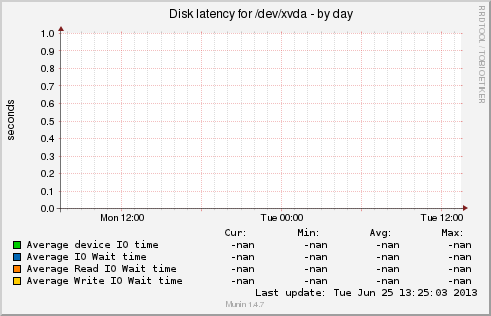 Disk latency for /dev/xvda - by day
RRDTOOL / TOBI OETIKER
seconds
1.0
0.9
0.8
0.7
0.6
0.5
0.4
0.3
0.2
0.1
0.0
Mon 12:00 Tue 00:00 Tue 12:00
Cur: Min: Avg: Max:
Average device IO time -nan -nan -nan -nan
Average IO Wait time -nan -nan -nan -nan
Average Read IO Wait time -nan -nan -nan -nan
Average Write IO Wait time -nan -nan -nan -nan
Last update: Tue Jun 25 13:25:03 2013
Munin 1.4.7